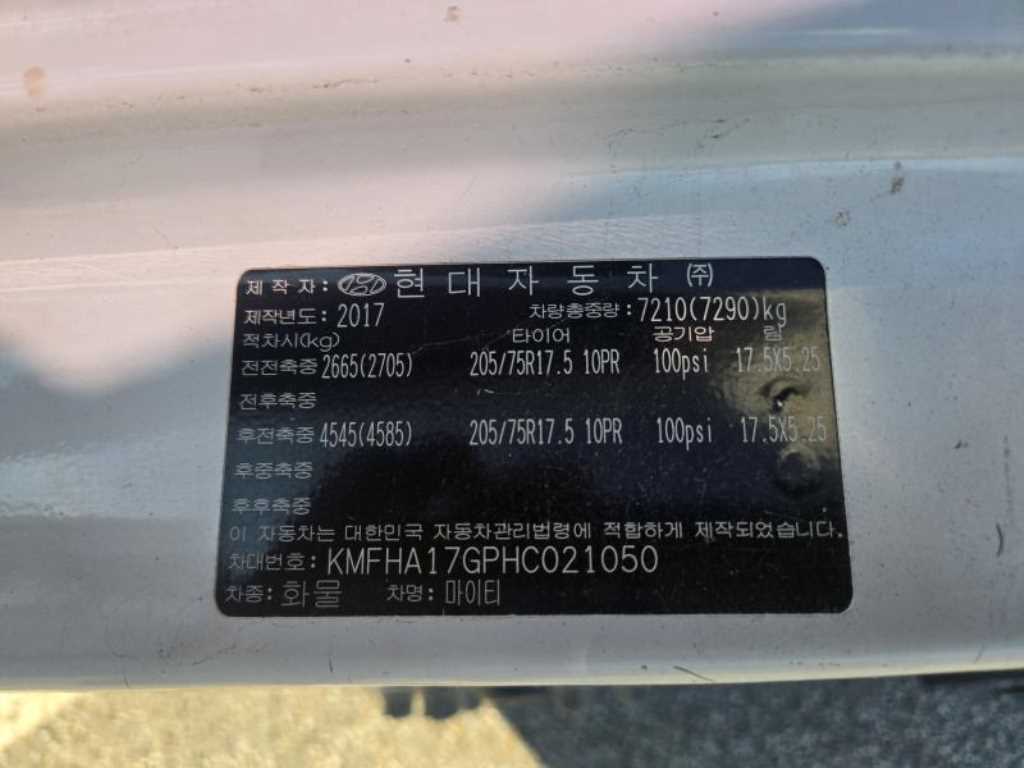 제작자: 현대자동차 ㈜
제작년도: 2017 차량총중량: 7210(7290)kg
적차시(kg) 타이어 공기압 림
전전축중 2665(2705) 205/75R17.5 10PR 100psi 17.5X5.25
전후축중
후전축중 4545(4585) 205/75R17.5 10PR 100psi 17.5X5.25
후중축중
후후축중
이 자동차는 대한민국 자동차관리법령에 적합하게 제작되었습니다.
차대번호: KMFHA17GPHC021050
차종: 화물 차명: 마이티